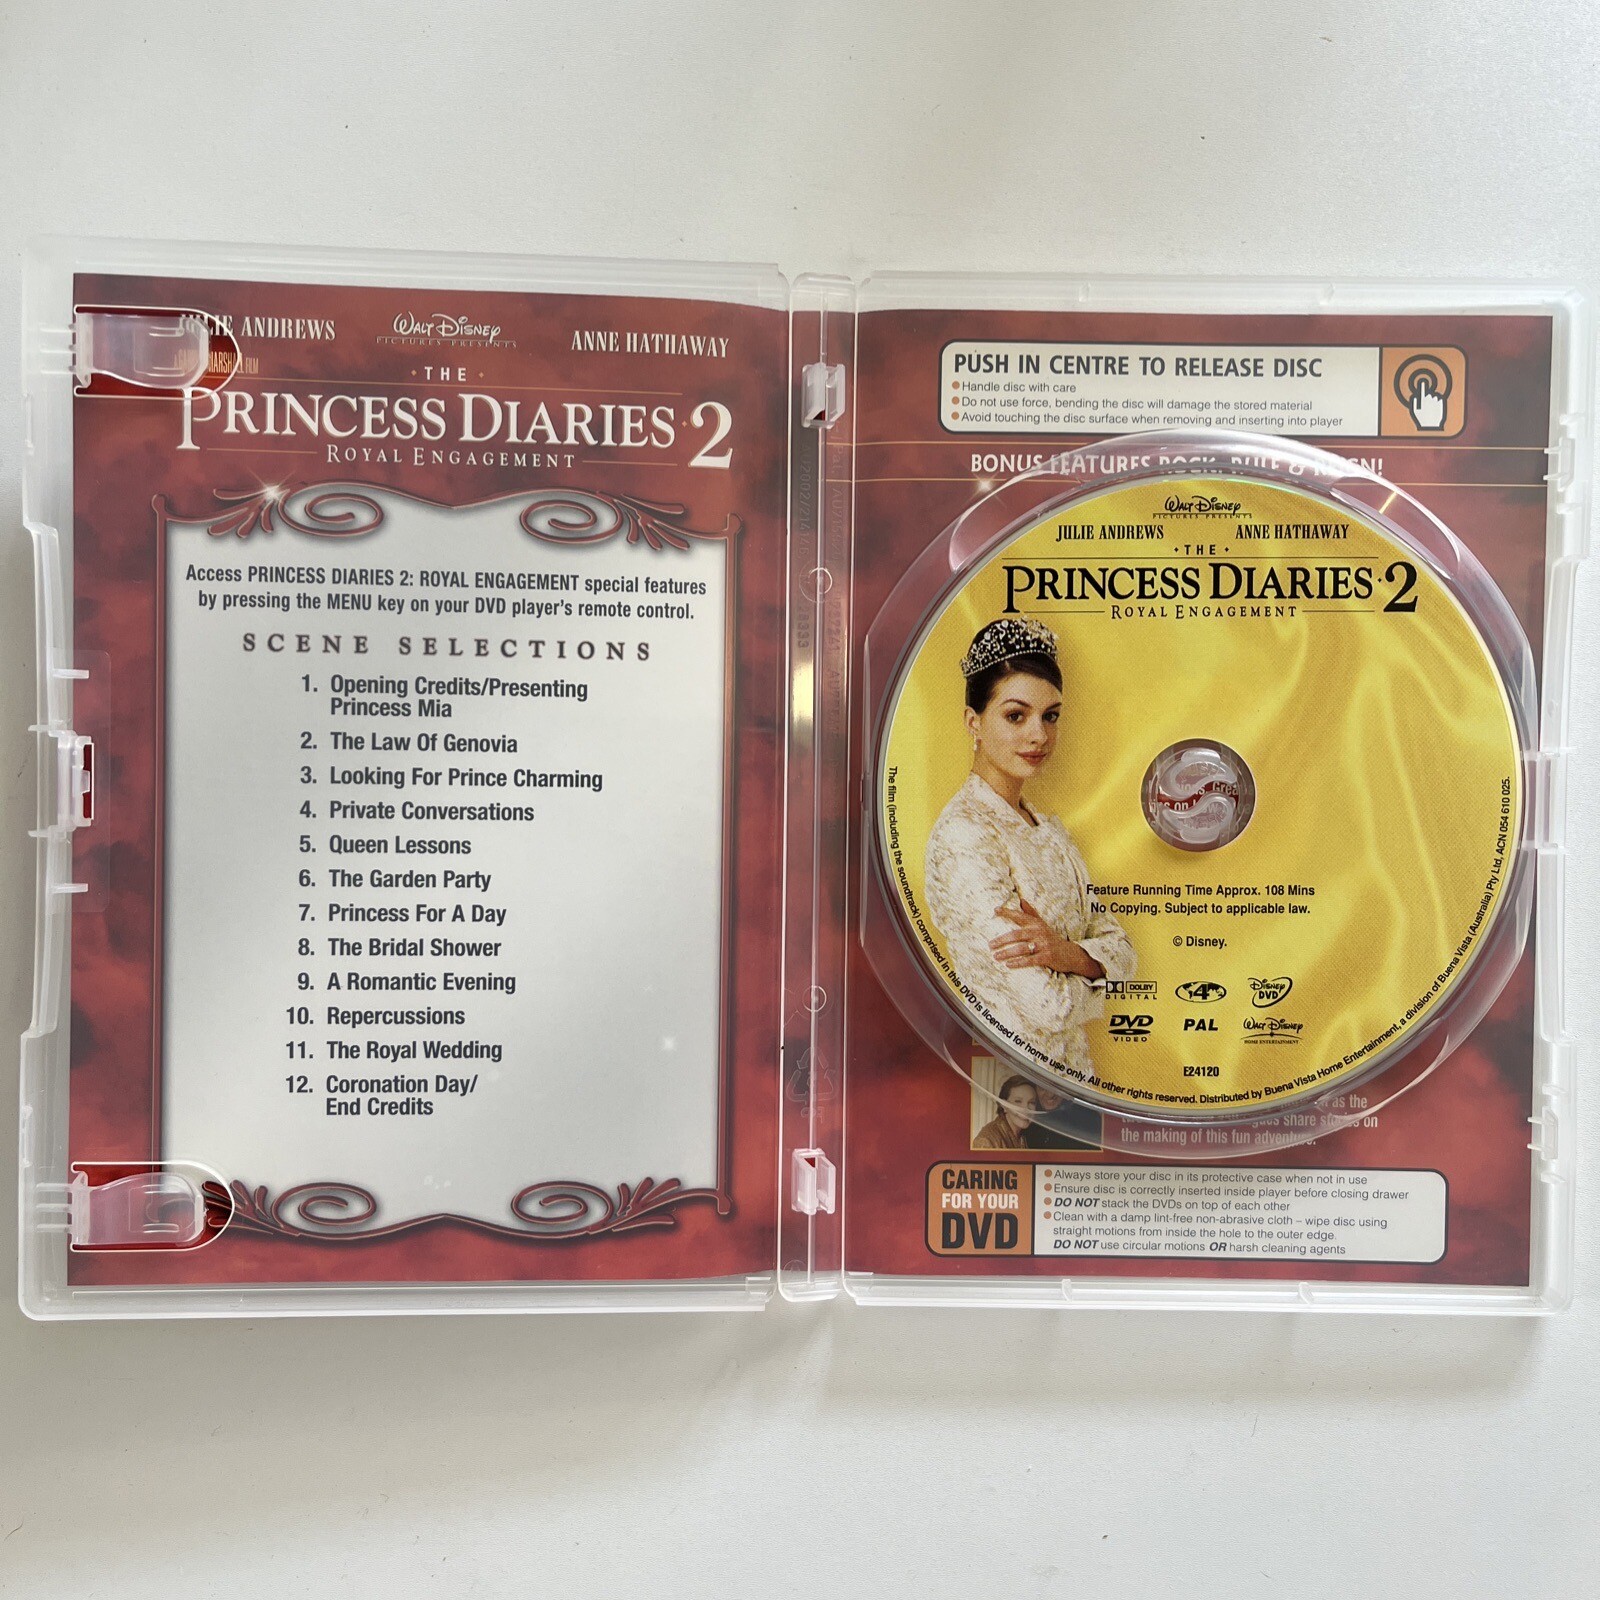 JULIE ANDREWS
WALT DISNEY
PICTURES PRESENTS
ANNE HATHAWAY
MARSHALL FILM
THE
PRINCESS DIARIES 2
ROYAL ENGAGEMENT
Access PRINCESS DIARIES 2: ROYAL ENGAGEMENT special features
by pressing the MENU key on your DVD player's remote control.
SCENE SELECTIONS
1. Opening Credits/Presenting
Princess Mia
2. The Law Of Genovia
3. Looking For Prince Charming
4. Private Conversations
5. Queen Lessons
6. The Garden Party
7. Princess For A Day
8. The Bridal Shower
9. A Romantic Evening
10. Repercussions
11. The Royal Wedding
12. Coronation Day/
End Credits
PUSH IN CENTRE TO RELEASE DISC
Handle disc with care
Do not use force, bending the disc will damage the stored material
Avoid touching the disc surface when removing and inserting into player
BONUS FEATURES ROCK, RULE & REIGN!
WALT DISNEY
PICTURES PRESENTS
JULIE ANDREWS ANNE HATHAWAY
THE
PRINCESS DIARIES 2
ROYAL ENGAGEMENT
Feature Running Time Approx. 108 Mins
No Copying. Subject to applicable law.
© Disney.
DOLBY
DIGITAL
4
DISNEY
DVD
DVD
VIDEO
PAL
WALT DISNEY
HOME ENTERTAINMENT
E24120
The film (including the soundtrack) comprised in this DVD is licensed for home use only. All other rights reserved. Distributed by Buena Vista Home Entertainment, a division of Buena Vista (Australia) Pty Ltd, ACN 054 610 025.
as the
share stories on
the making of this fun adventure.
CARING
FOR YOUR
DVD
Always store your disc in its protective case when not in use
Ensure disc is correctly inserted inside player before closing drawer
DO NOT stack the DVDs on top of each other
Clean with a damp lint-free non-abrasive cloth – wipe disc using
straight motions from inside the hole to the outer edge.
DO NOT use circular motions OR harsh cleaning agents